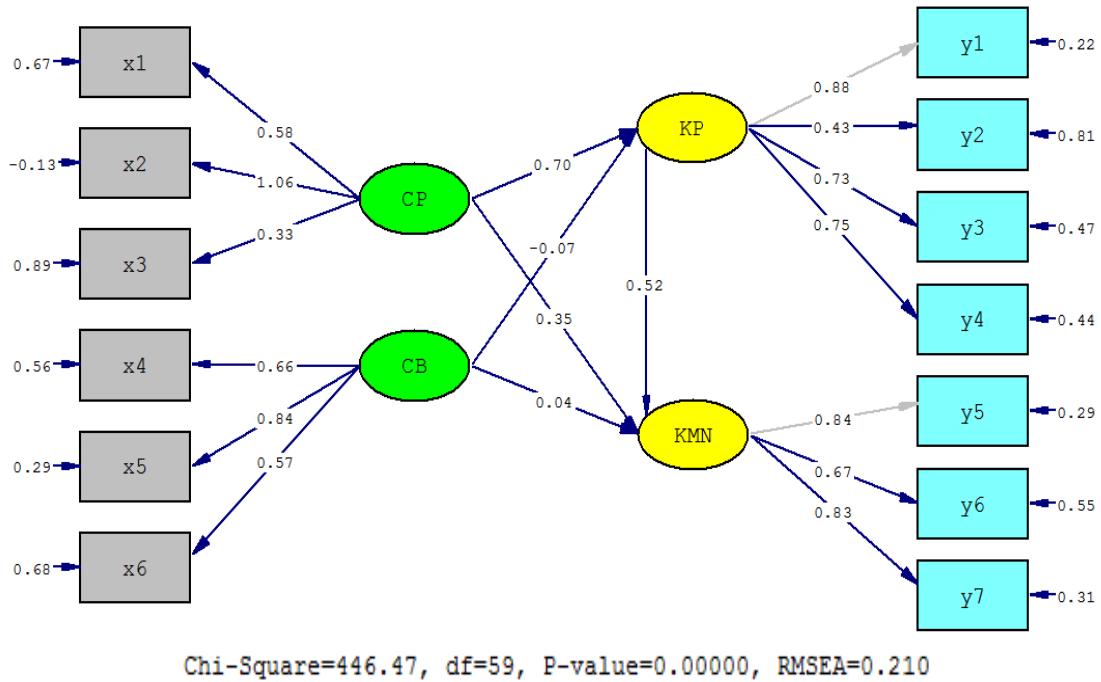 x1
x2
x3
x4
x5
x6
0.67
-0.13
0.89
0.56
0.29
0.68
0.58
1.06
0.33
0.66
0.84
0.57
CP
CB
0.70
-0.07
0.35
0.04
0.52
KP
KMN
0.88
0.43
0.73
0.75
0.84
0.67
0.83
y1
y2
y3
y4
y5
y6
y7
0.22
0.81
0.47
0.44
0.29
0.55
0.31
Chi-Square=446.47, df=59, P-value=0.00000, RMSEA=0.210